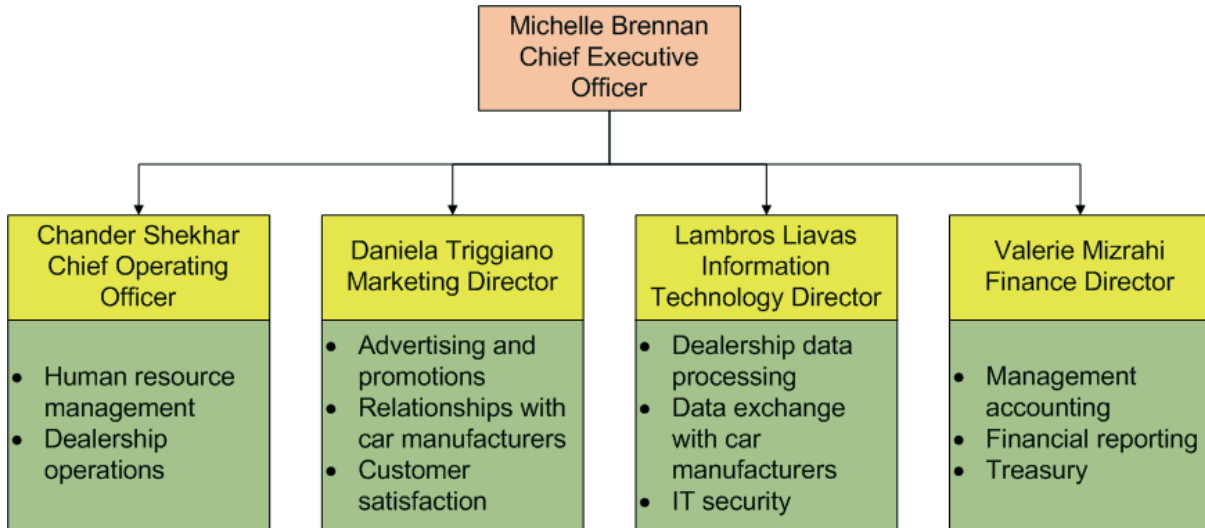 Michelle Brennan
Chief Executive
Officer
Chander Shekhar
Chief Operating
Officer
• Human resource
management
• Dealership
operations
Daniela Triggiano
Marketing Director
• Advertising and
promotions
• Relationships with
car manufacturers
• Customer
satisfaction
Lambros Liavas
Information
Technology Director
• Dealership data
processing
• Data exchange
with car
manufacturers
• IT security
Valerie Mizrahi
Finance Director
• Management
accounting
• Financial reporting
• Treasury